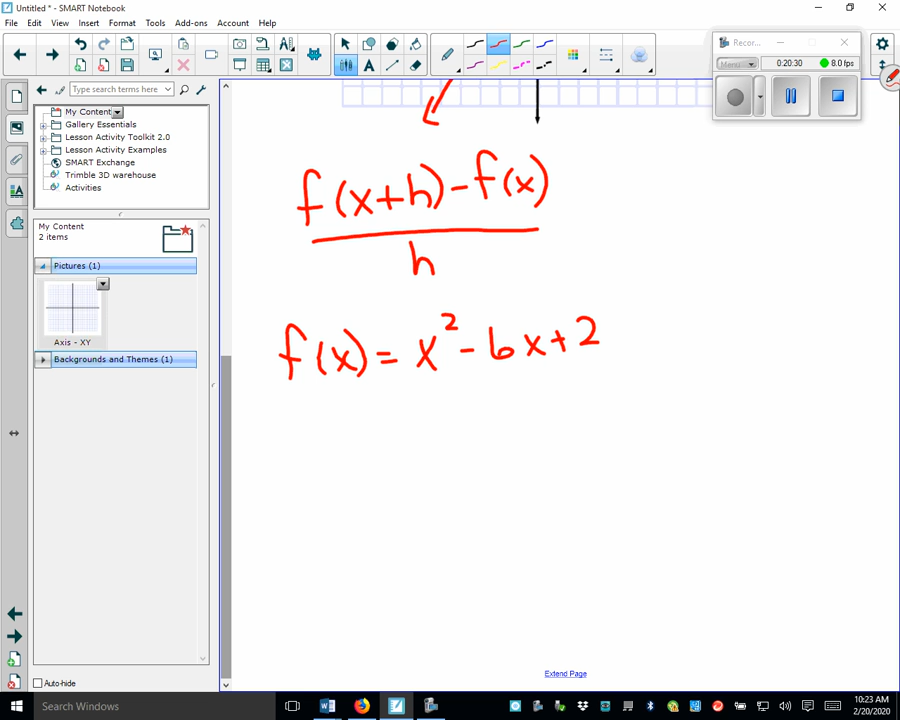 Untitled * - SMART Notebook
File Edit View Insert Format Tools Add-ons Account Help
Recor...
Menu
0:20:30
8.0 fps
Type search terms here
My Content
Gallery Essentials
Lesson Activity Toolkit 2.0
Lesson Activity Examples
SMART Exchange
Trimble 3D warehouse
Activities
My Content
2 items
Pictures (1)
Axis - XY
Backgrounds and Themes (1)
f(x+h)-f(x)
h
f(x) = x² - 6x + 2
Extend Page
Auto-hide
Search Windows
10:23 AM
2/20/2020